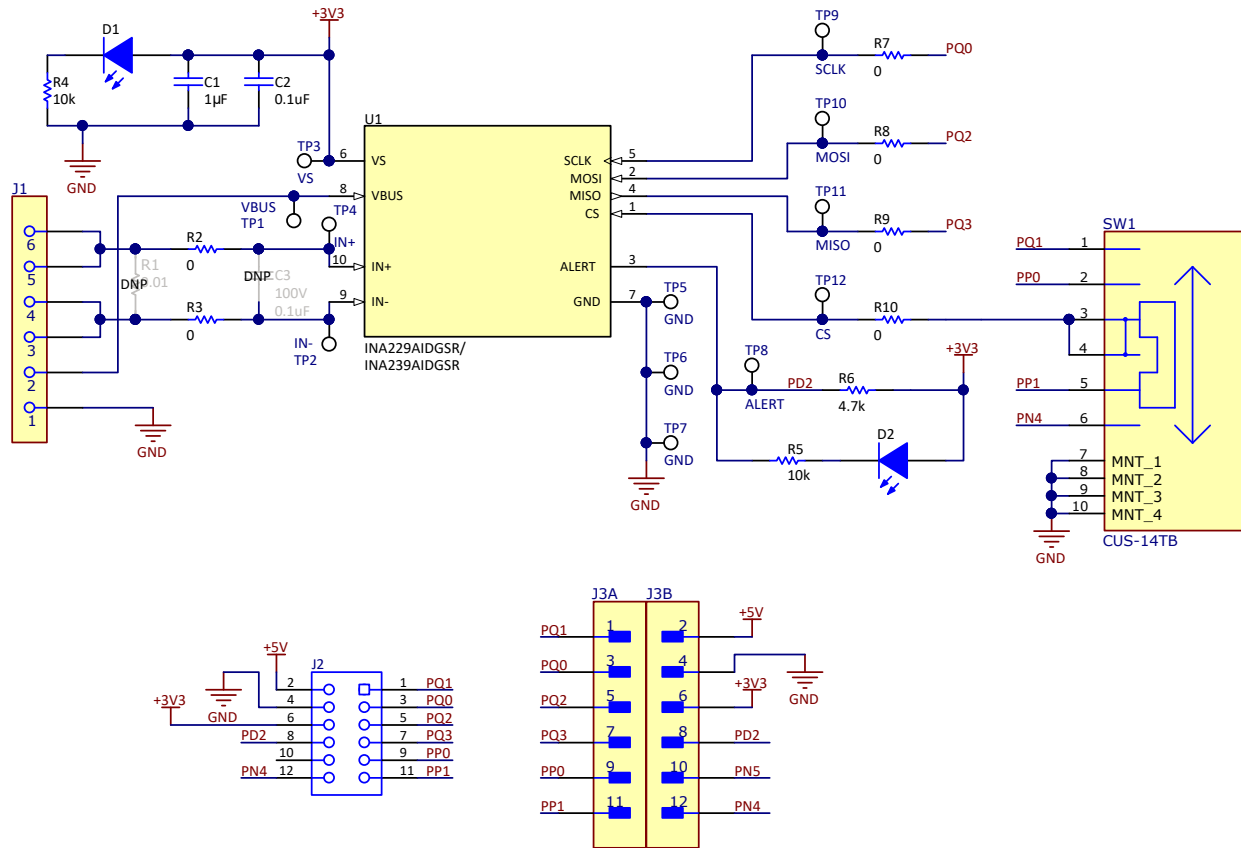 +3V3
D1
R4
10k
C1
1µF
C2
0.1uF
GND
U1
TP3
VS
6
VS
8
VBUS
VBUS
TP1
TP4
IN+
10
IN+
9
IN-
IN-
TP2
SCLK
5
MOSI
2
MISO
4
CS
1
ALERT
3
GND
7
INA229AIDGSR/
INA239AIDGSR
J1
6
5
4
3
2
1
GND
R1
0.01
DNP
R2
0
R3
0
DNP
C3
100V
0.1uF
TP9
SCLK
R7
0
PQ0
TP10
MOSI
R8
0
PQ2
TP11
MISO
R9
0
PQ3
TP12
CS
R10
0
TP5
GND
TP6
GND
TP7
GND
GND
TP8
ALERT
PD2
R6
4.7k
+3V3
R5
10k
D2
SW1
PQ1
1
PP0
2
3
4
PP1
5
PN4
6
7
MNT_1
8
MNT_2
9
MNT_3
10
MNT_4
GND
CUS-14TB
+5V
J2
GND
+3V3
2
1
PQ1
4
3
PQ0
6
5
PQ2
PD2
8
7
PQ3
10
9
PP0
PN4
12
11
PP1
J3A
J3B
PQ1
1
2
+5V
PQ0
3
4
GND
PQ2
5
6
+3V3
PQ3
7
8
PD2
PP0
9
10
PN5
PP1
11
12
PN4